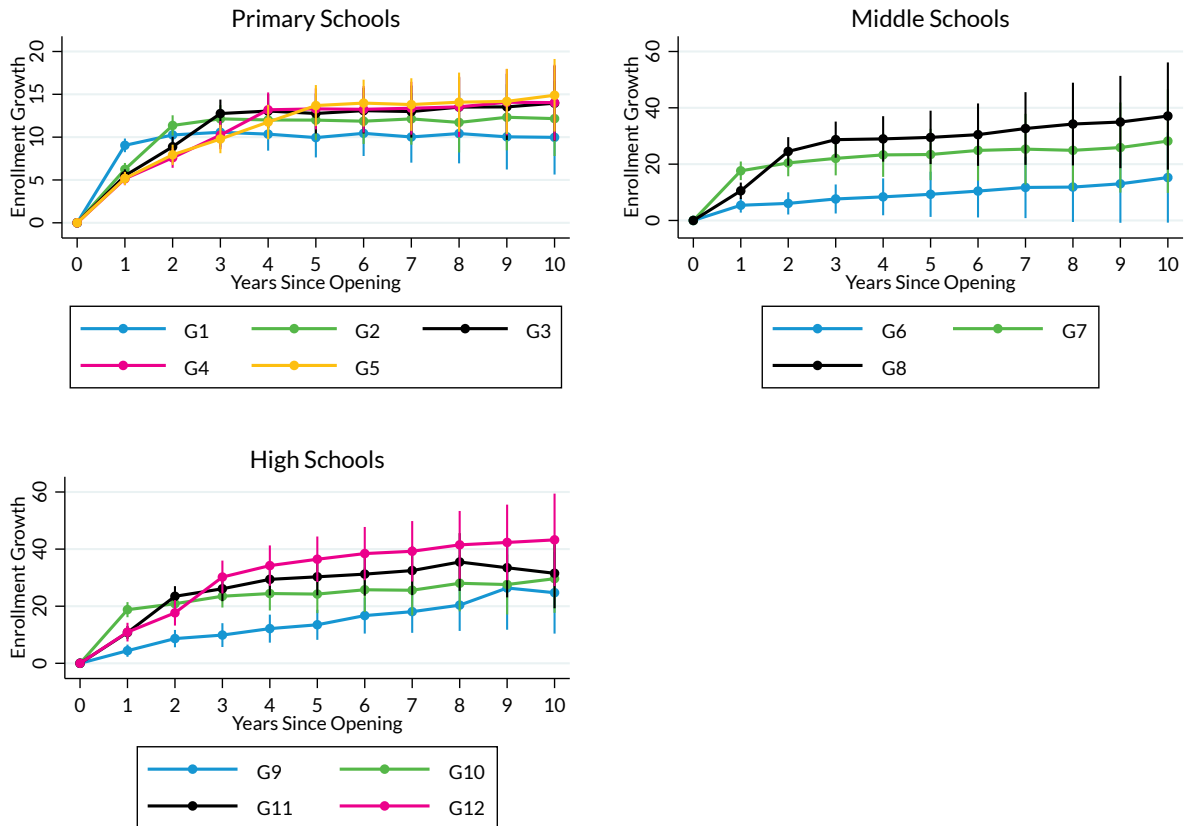 Primary Schools
Enrollment Growth
20
15
10
5
0
0 1 2 3 4 5 6 7 8 9 10
Years Since Opening
G1 G2 G3
G4 G5
Middle Schools
Enrollment Growth
60
40
20
0
0 1 2 3 4 5 6 7 8 9 10
Years Since Opening
G6 G7
G8
High Schools
Enrollment Growth
60
40
20
0
0 1 2 3 4 5 6 7 8 9 10
Years Since Opening
G9 G10
G11 G12